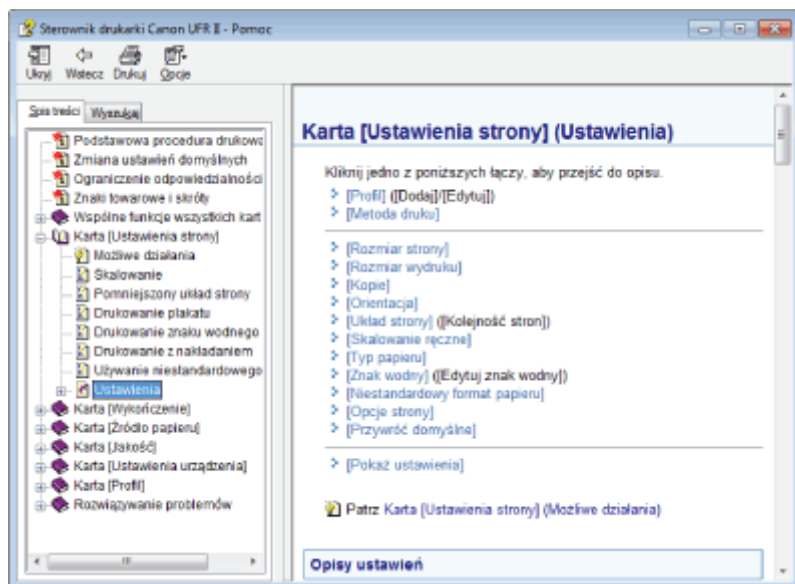 Sterownik drukarki Canon UFR II - Pomoc
Ukryj Wstecz Drukuj Opcje
Spis treści Wyszukaj
Podstawowa procedura drukowa
Zmiana ustawień domyślnych
Ograniczenie odpowiedzialności
Znaki towarowe i skróty
Wspólne funkcje wszystkich kart
Karta [Ustawienia strony]
Możliwe działania
Skalowanie
Pomniejszony układ strony
Drukowanie plakatu
Drukowanie znaku wodnego
Drukowanie z nakładaniem
Używanie niestandardowego
Ustawienia
Karta [Wykończenie]
Karta [Źródło papieru]
Karta [Jakość]
Karta [Ustawienia urządzenia]
Karta [Profil]
Rozwiązywanie problemów
Karta [Ustawienia strony] (Ustawienia)
Kliknij jedno z poniższych łączy, aby przejść do opisu.
[Profil] ([Dodaj]/[Edytuj])
[Metoda druku]
[Rozmiar strony]
[Rozmiar wydruku]
[Kopie]
[Orientacja]
[Układ strony] ([Kolejność stron])
[Skalowanie ręczne]
[Typ papieru]
[Znak wodny] ([Edytuj znak wodny])
[Niestandardowy format papieru]
[Opcje strony]
[Przywróć domyślne]
[Pokaż ustawienia]
Patrz Karta [Ustawienia strony] (Możliwe działania)
Opisy ustawień